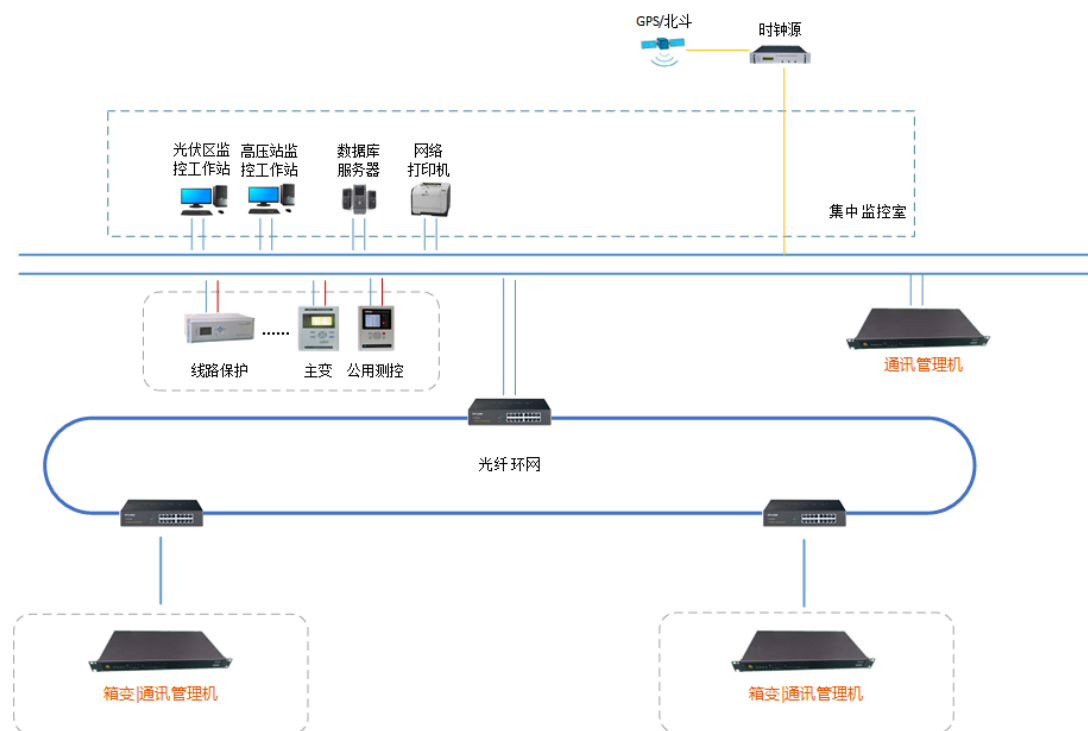 GPS/北斗
时钟源
光伏区监
控工作站
高压站监
控工作站
数据库
服务器
网络
打印机
集中监控室
......
线路保护
主变
公用测控
通讯管理机
光纤环网
箱变|通讯管理机
箱变|通讯管理机